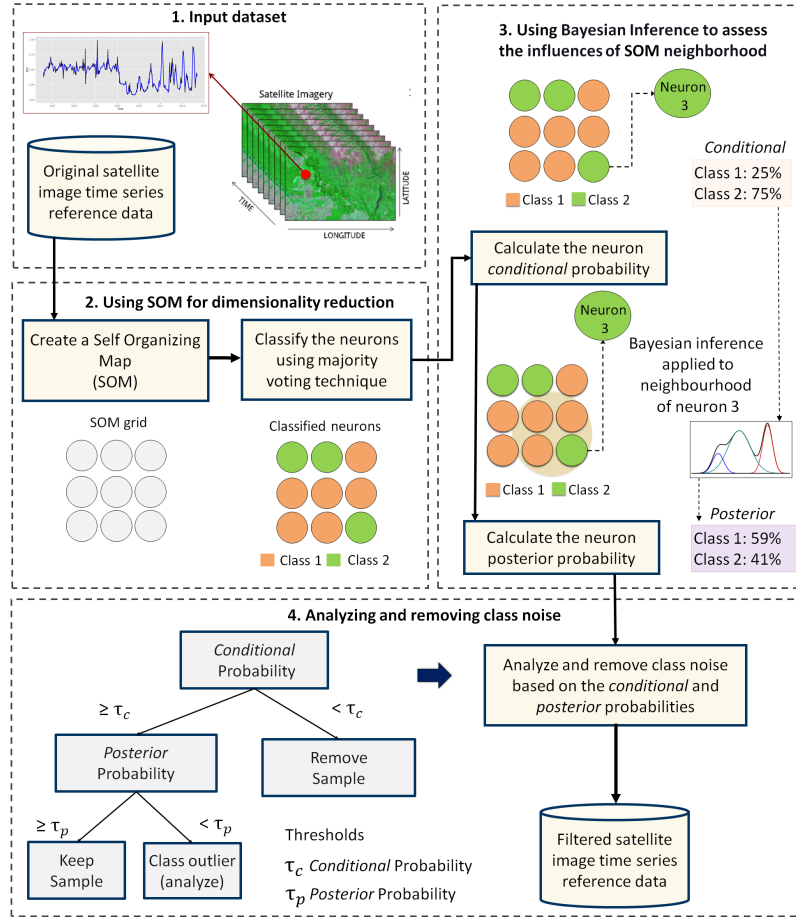 1. Input dataset
Satellite Imagery
Original satellite
image time series
reference data
TIME
LONGITUDE
LATITUDE
2. Using SOM for dimensionality reduction
Create a Self Organizing
Map
(SOM)
Classify the neurons
using majority
voting technique
SOM grid
Classified neurons
Class 1
Class 2
3. Using Bayesian Inference to assess
the influences of SOM neighborhood
Neuron
3
Class 1
Class 2
Conditional
Class 1: 25%
Class 2: 75%
Calculate the neuron
conditional probability
Neuron
3
Bayesian inference
applied to
neighbourhood
of neuron 3
Class 1
Class 2
Posterior
Class 1: 59%
Class 2: 41%
Calculate the neuron
posterior probability
4. Analyzing and removing class noise
Conditional
Probability
≥ τc
< τc
Posterior
Probability
Remove
Sample
≥ τp
< τp
Keep
Sample
Class outlier
(analyze)
Thresholds
τc Conditional Probability
τp Posterior Probability
Analyze and remove class noise
based on the conditional and
posterior probabilities
Filtered satellite
image time series
reference data